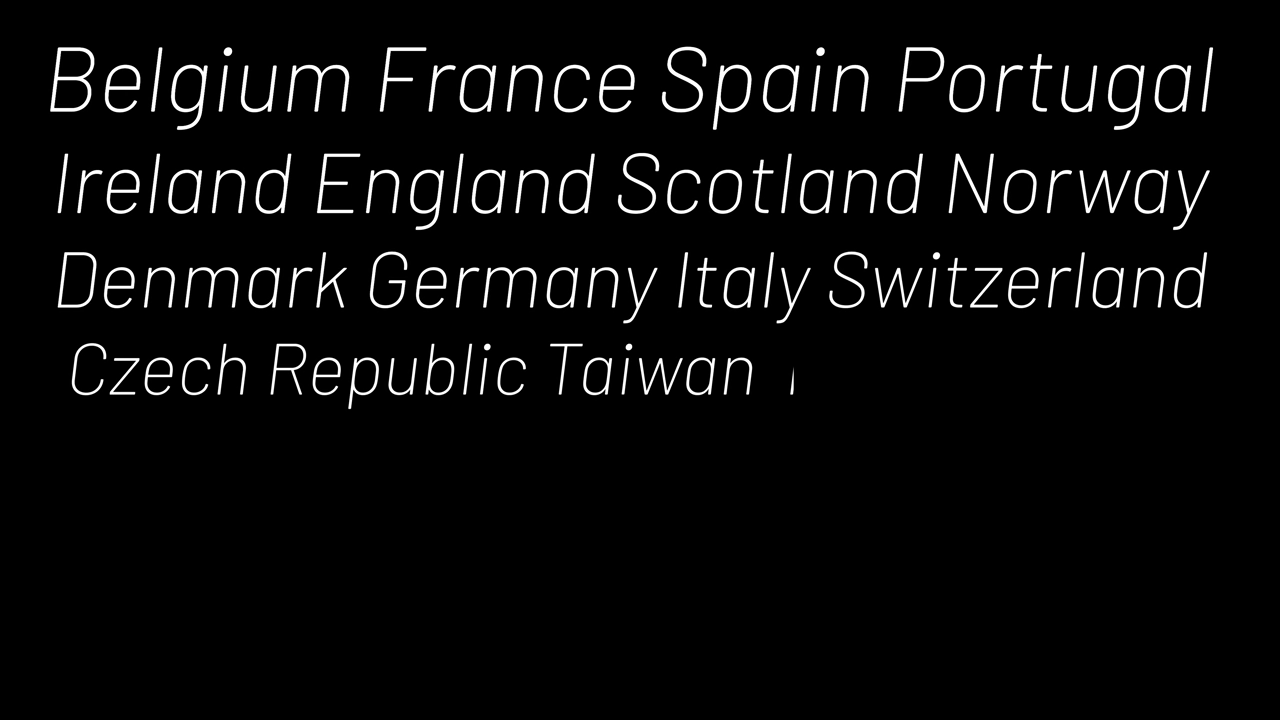 Belgium France Spain Portugal
Ireland England Scotland Norway
Denmark Germany Italy Switzerland
Czech Republic Taiwan